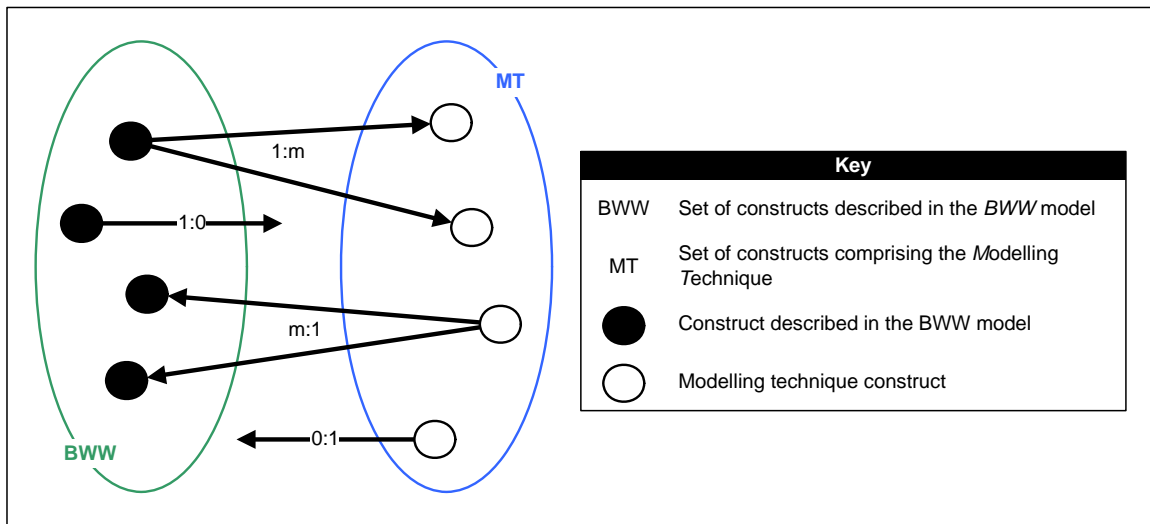 MT
1:m
1:0
m:1
0:1
BWW
Key
BWW Set of constructs described in the BWW model
MT Set of constructs comprising the Modelling
Technique
Construct described in the BWW model
Modelling technique construct